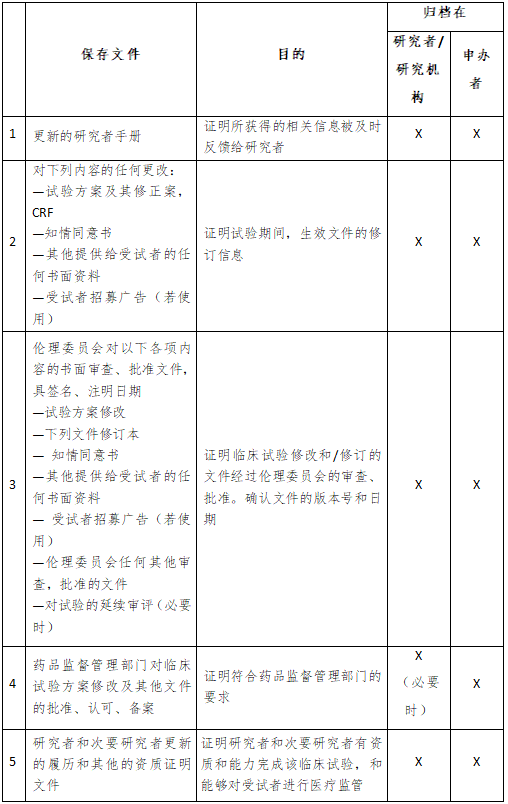 保存文件
目的
归档在
研究者/
研究机
构
申办
者
1
更新的研究者手册
证明所获得的相关信息被及时
反馈给研究者
X
X
2
对下列内容的任何更改：
—试验方案及其修正案，
CRF
—知情同意书
—其他提供给受试者的任
何书面资料
—受试者招募广告（若使
用）
证明试验期间，生效文件的修
订信息
X
X
3
伦理委员会对以下各项内
容的书面审查、批准文件，
具签名、注明日期
—试验方案修改
—下列文件修订本
— 知情同意书
—其他提供给受试者的任
何书面资料
— 受试者招募广告（若使
用）
—伦理委员会任何其他审
查，批准的文件
—对试验的延续审评（必要
时）
证明临床试验修改和/修订的
文件经过伦理委员会的审查、
批准。确认文件的版本号和日
期
X
X
4
药品监督管理部门对临床
试验方案修改及其他文件
的批准、认可、备案
证明符合药品监督管理部门的
要求
X
（必要
时）
X
5
研究者和次要研究者更新
的履历和其他的资质证明
文件
证明研究者和次要研究者有资
质和能力完成该临床试验，和
能够对受试者进行医疗监管
X
X